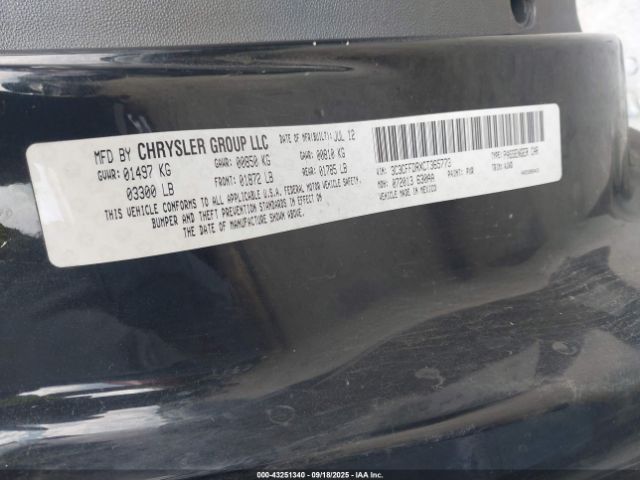 MFD BY CHRYSLER GROUP LLC
DATE OF MFR(BUILT): JUL 12
GVWR: 01497 KG
GAWR: 00850 KG
GAWR: 00810 KG
03300 LB
FRONT: 01872 LB
REAR: 01785 LB
THIS VEHICLE CONFORMS TO ALL APPLICABLE U.S.A. FEDERAL MOTOR VEHICLE SAFETY,
BUMPER AND THEFT PREVENTION STANDARDS IN EFFECT ON
THE DATE OF MANUFACTURE SHOWN ABOVE.
TYPE: PASSENGER CAR
PAINT: PXR
VEHICLE MADE IN MEXICO
00-43251340 - 09/18/2025 - IAA Inc.